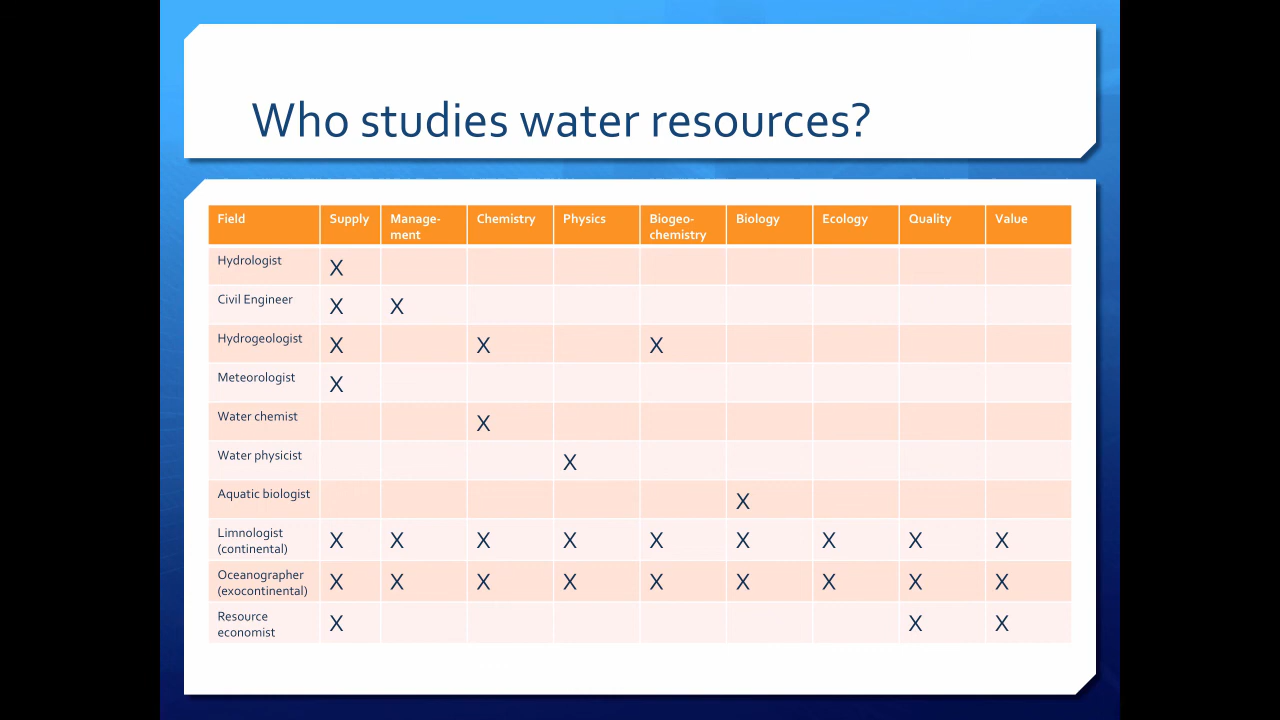 Who studies water resources?
Field Supply Manage- Chemistry Physics Biogeo- Biology Ecology Quality Value
ment chemistry
Hydrologist X
Civil Engineer X X
Hydrogeologist X X X
Meteorologist X
Water chemist X
Water physicist X
Aquatic biologist X
Limnologist
(continental) X X X X X X X X X
Oceanographer
(exocontinental) X X X X X X X X X
Resource
economist X X X